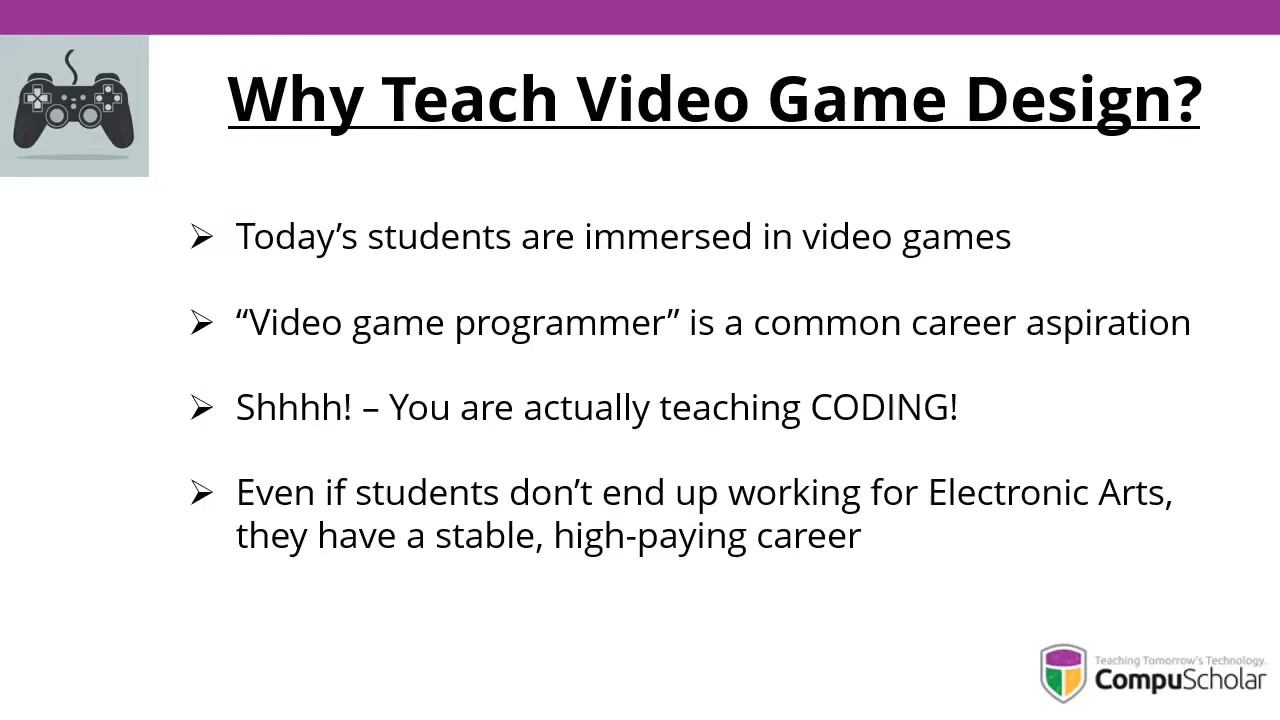 Why Teach Video Game Design?
➢ Today’s students are immersed in video games
➢ “Video game programmer” is a common career aspiration
➢ Shhhh! – You are actually teaching CODING!
➢ Even if students don’t end up working for Electronic Arts,
they have a stable, high-paying career
Teaching Tomorrow's Technology.
CompuScholar